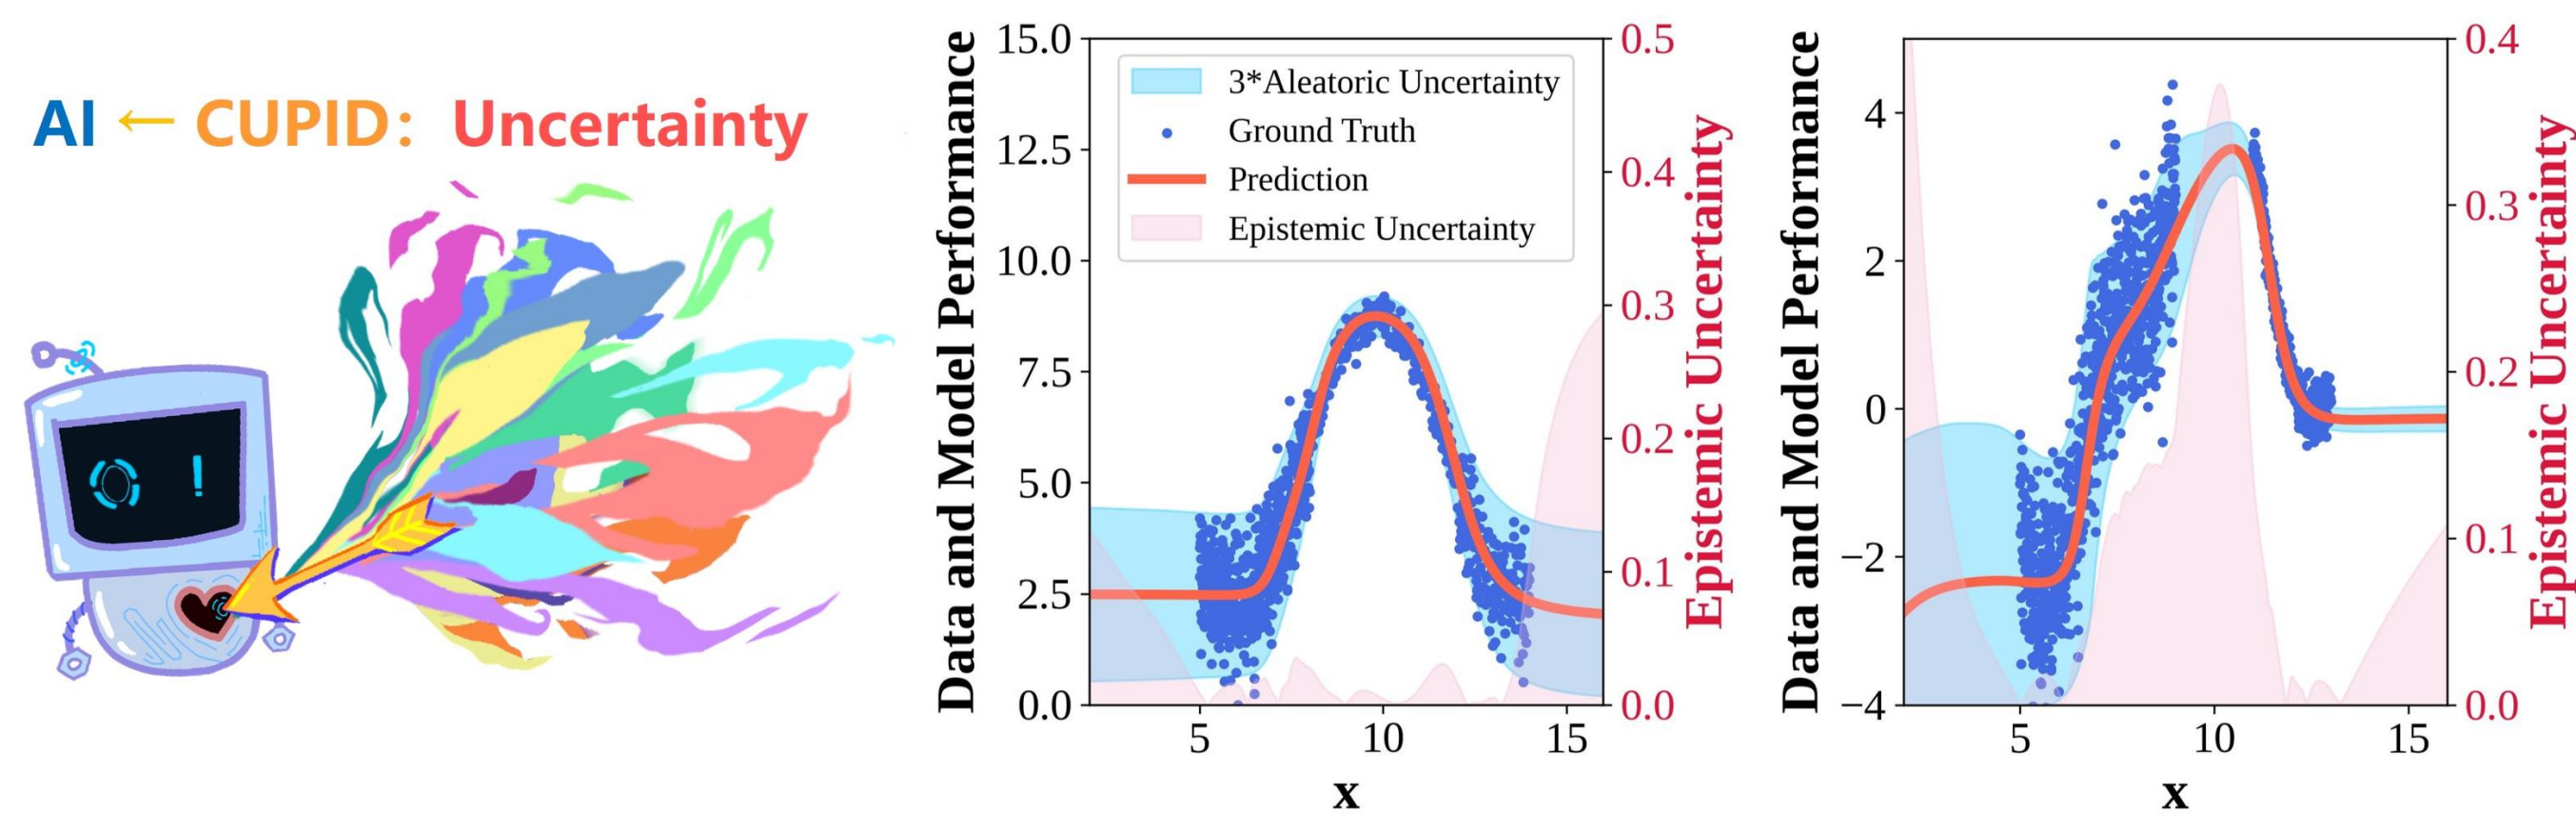 AI ← CUPID: Uncertainty
!
Data and Model Performance
15.0
12.5
10.0
7.5
5.0
2.5
0.0
3*Aleatoric Uncertainty
Ground Truth
Prediction
Epistemic Uncertainty
5 10 15
x
0.5
0.4
0.3
0.2
0.1
0.0
Epistemic Uncertainty
Data and Model Performance
4
2
0
−2
−4
5 10 15
x
0.4
0.3
0.2
0.1
0.0
Epistemic Uncertainty